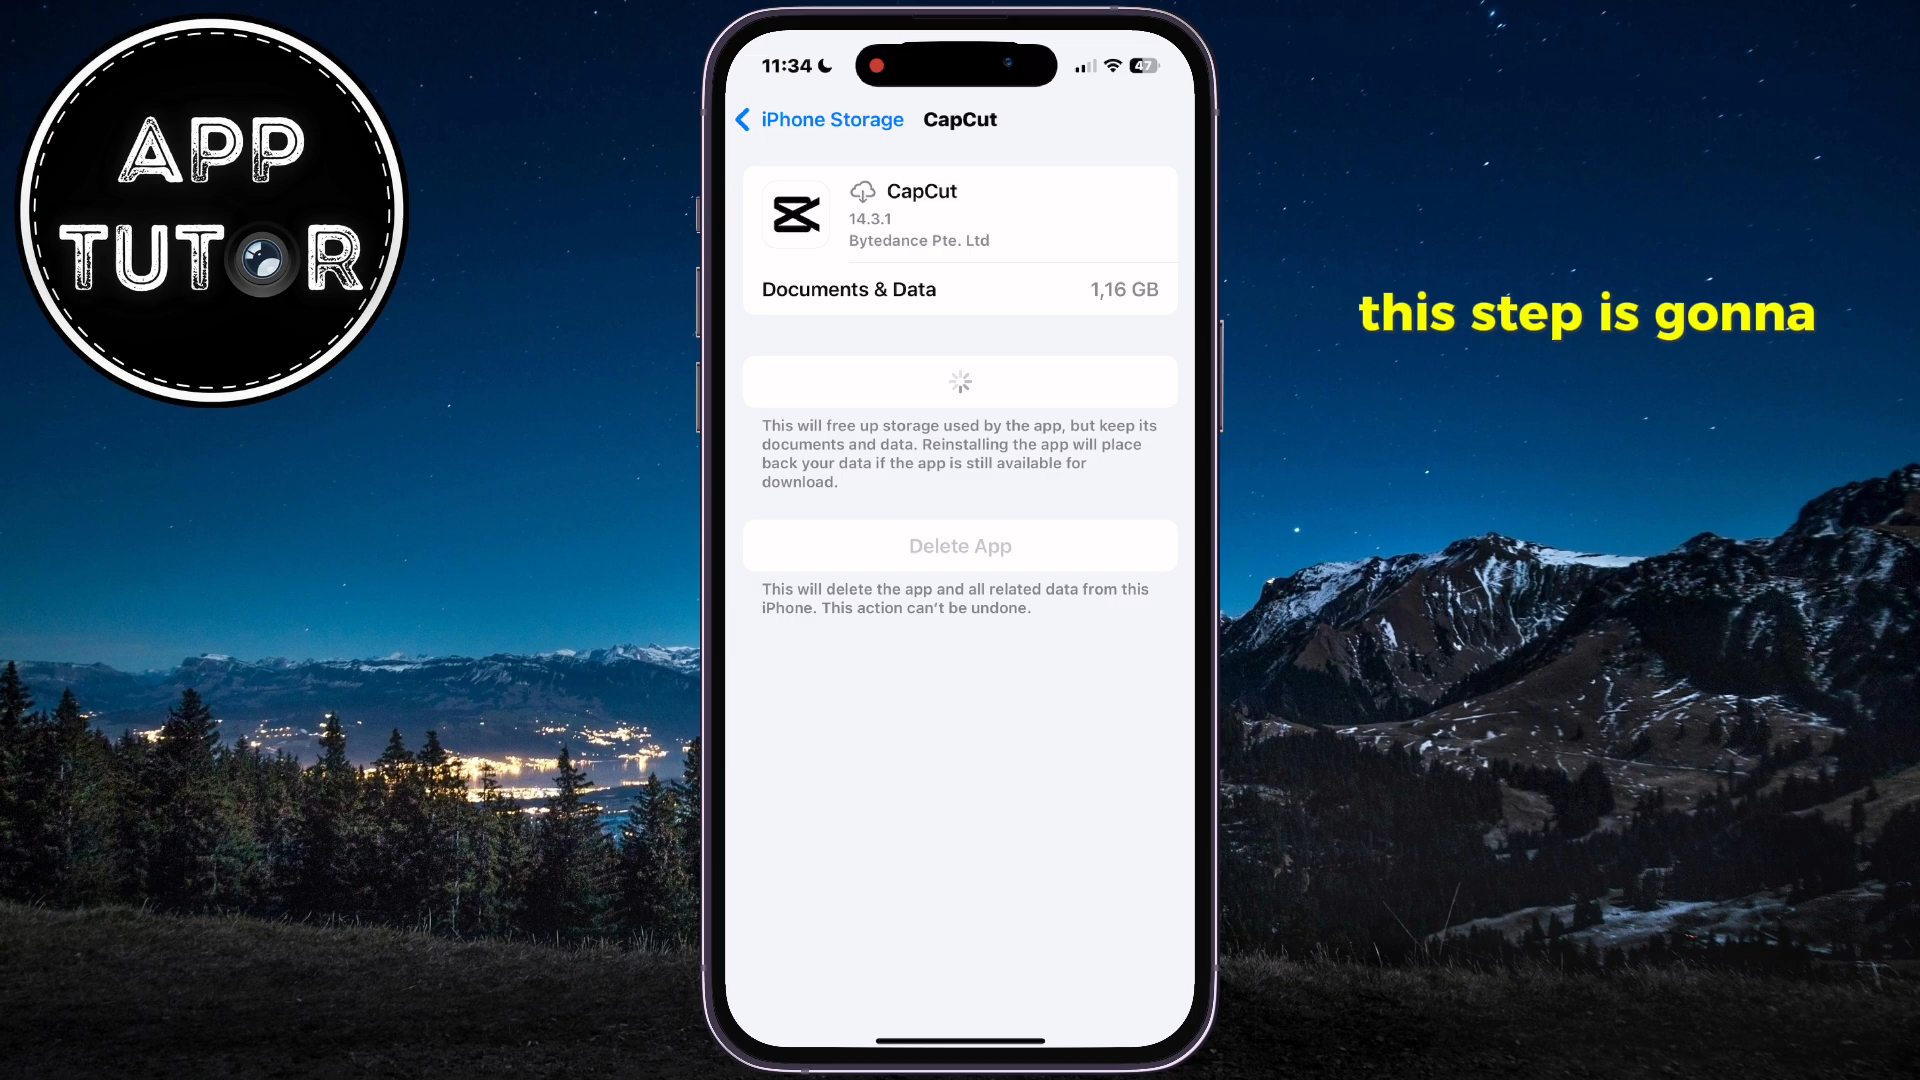 APP
TUTOR
11:34
47
iPhone Storage CapCut
CapCut
14.3.1
Bytedance Pte. Ltd
Documents & Data 1,16 GB
This will free up storage used by the app, but keep its
documents and data. Reinstalling the app will place
back your data if the app is still available for
download.
Delete App
This will delete the app and all related data from this
iPhone. This action can’t be undone.
this step is gonna